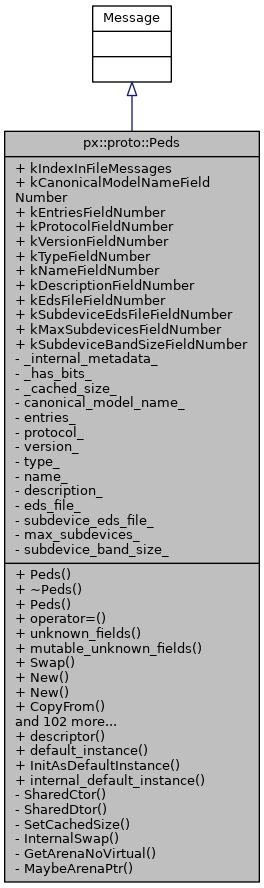 Message
px::proto::Peds
+ kIndexInFileMessages
+ kCanonicalModelNameField
Number
+ kEntriesFieldNumber
+ kProtocolFieldNumber
+ kVersionFieldNumber
+ kTypeFieldNumber
+ kNameFieldNumber
+ kDescriptionFieldNumber
+ kEdsFileFieldNumber
+ kSubdeviceEdsFileFieldNumber
+ kMaxSubdevicesFieldNumber
+ kSubdeviceBandSizeFieldNumber
- _internal_metadata_
- _has_bits_
- _cached_size_
- canonical_model_name_
- entries_
- protocol_
- version_
- type_
- name_
- description_
- eds_file_
- subdevice_eds_file_
- max_subdevices_
- subdevice_band_size_
+ Peds()
+ ~Peds()
+ Peds()
+ operator=()
+ unknown_fields()
+ mutable_unknown_fields()
+ Swap()
+ New()
+ New()
+ CopyFrom()
and 102 more...
+ descriptor()
+ default_instance()
+ InitAsDefaultInstance()
+ internal_default_instance()
- SharedCtor()
- SharedDtor()
- SetCachedSize()
- InternalSwap()
- GetArenaNoVirtual()
- MaybeArenaPtr()